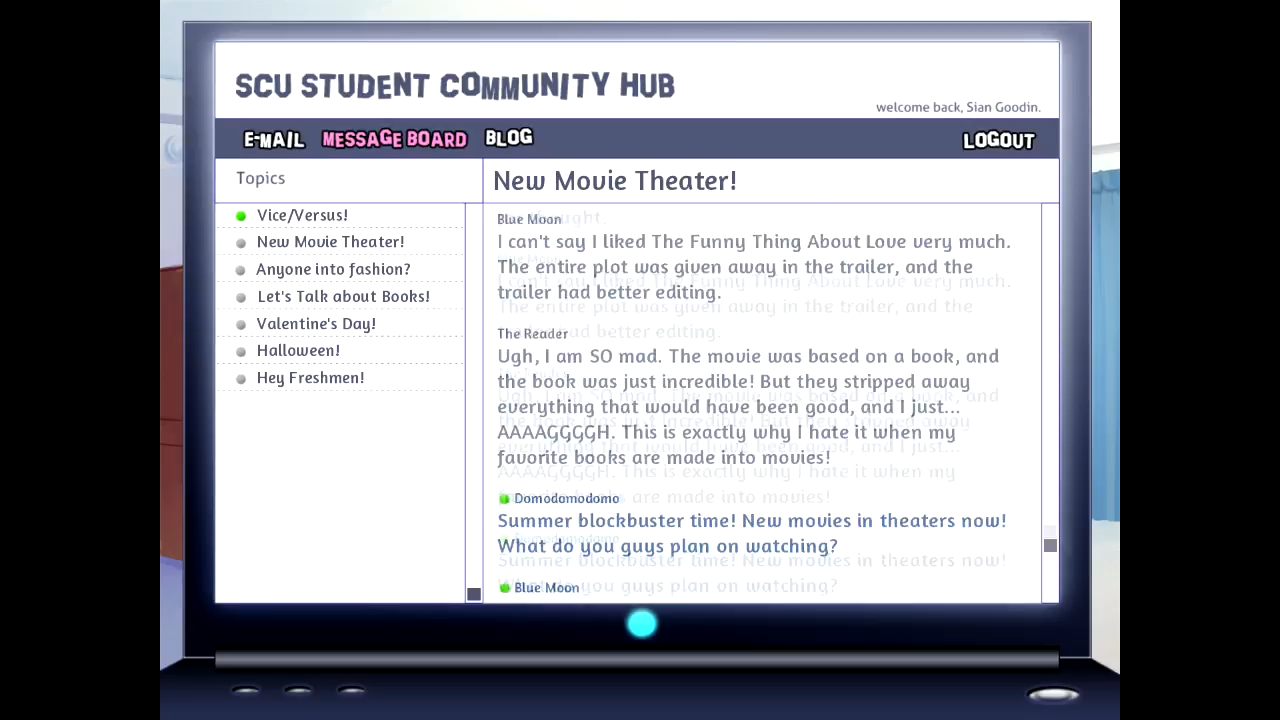 SCU STUDENT COMMUNITY HUB
welcome back, Sian Goodin.
E-MAIL MESSAGE BOARD BLOG LOGOUT
Topics
Vice/Versus!
New Movie Theater!
Anyone into fashion?
Let's Talk about Books!
Valentine's Day!
Halloween!
Hey Freshmen!
New Movie Theater!
Blue Moon
I can't say I liked The Funny Thing About Love very much.
The entire plot was given away in the trailer, and the
trailer had better editing.
The Reader
Ugh, I am SO mad. The movie was based on a book, and
the book was just incredible! But they stripped away
everything that would have been good, and I just...
AAAAGGGGH. This is exactly why I hate it when my
favorite books are made into movies!
Domodomodomo
Summer blockbuster time! New movies in theaters now!
What do you guys plan on watching?
Blue Moon